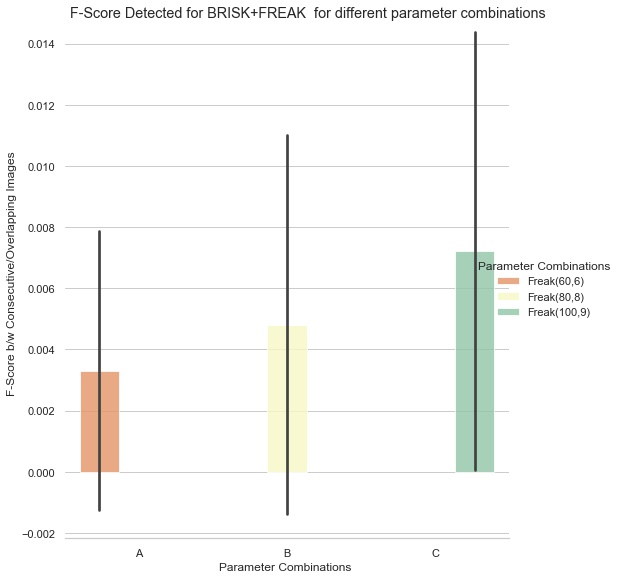 F-Score Detected for BRISK+FREAK  for different parameter combinations
F-Score b/w Consecutive/Overlapping Images
0.014
0.012
0.010
0.008
0.006
0.004
0.002
0.000
−0.002
Parameter Combinations
Freak(60,6)
Freak(80,8)
Freak(100,9)
A B C
Parameter Combinations